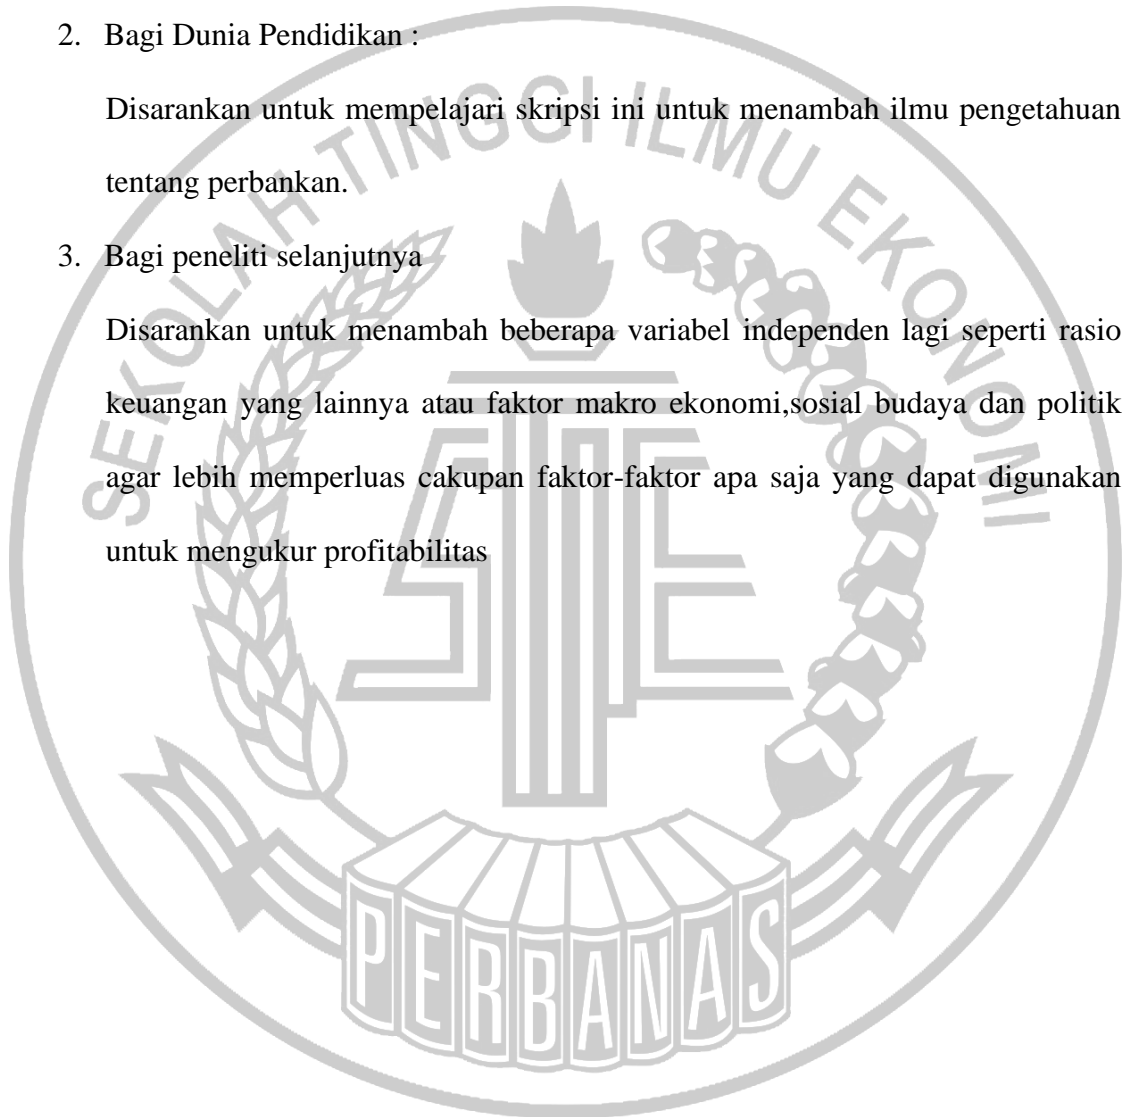 2. Bagi Dunia Pendidikan :
Disarankan untuk mempelajari skripsi ini untuk menambah ilmu pengetahuan
tentang perbankan.
3. Bagi peneliti selanjutnya
Disarankan untuk menambah beberapa variabel independen lagi seperti rasio
keuangan yang lainnya atau faktor makro ekonomi,sosial budaya dan politik
agar lebih memperluas cakupan faktor-faktor apa saja yang dapat digunakan
untuk mengukur profitabilitas
SEKOLAH TINGGI ILMU EKONOMI
STIE
PERBANAS